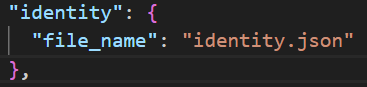 "identity": {
"file_name": "identity.json"
},